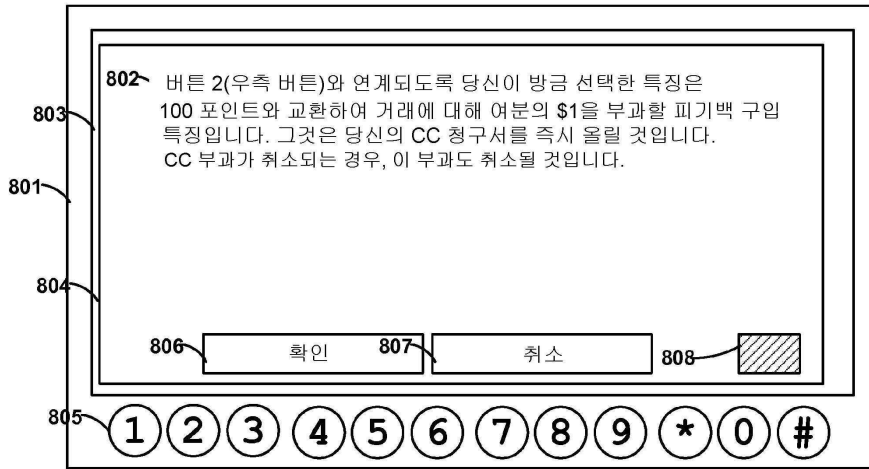 802 버튼 2(우측 버튼)와 연계되도록 당신이 방금 선택한 특징은
803 100 포인트와 교환하여 거래에 대해 여분의 $1을 부과할 피기백 구입
특징입니다. 그것은 당신의 CC 청구서를 즉시 올릴 것입니다.
CC 부과가 취소되는 경우, 이 부과도 취소될 것입니다.
801
804
806 확인 807 취소 808
805 1 2 3 4 5 6 7 8 9 * 0 #